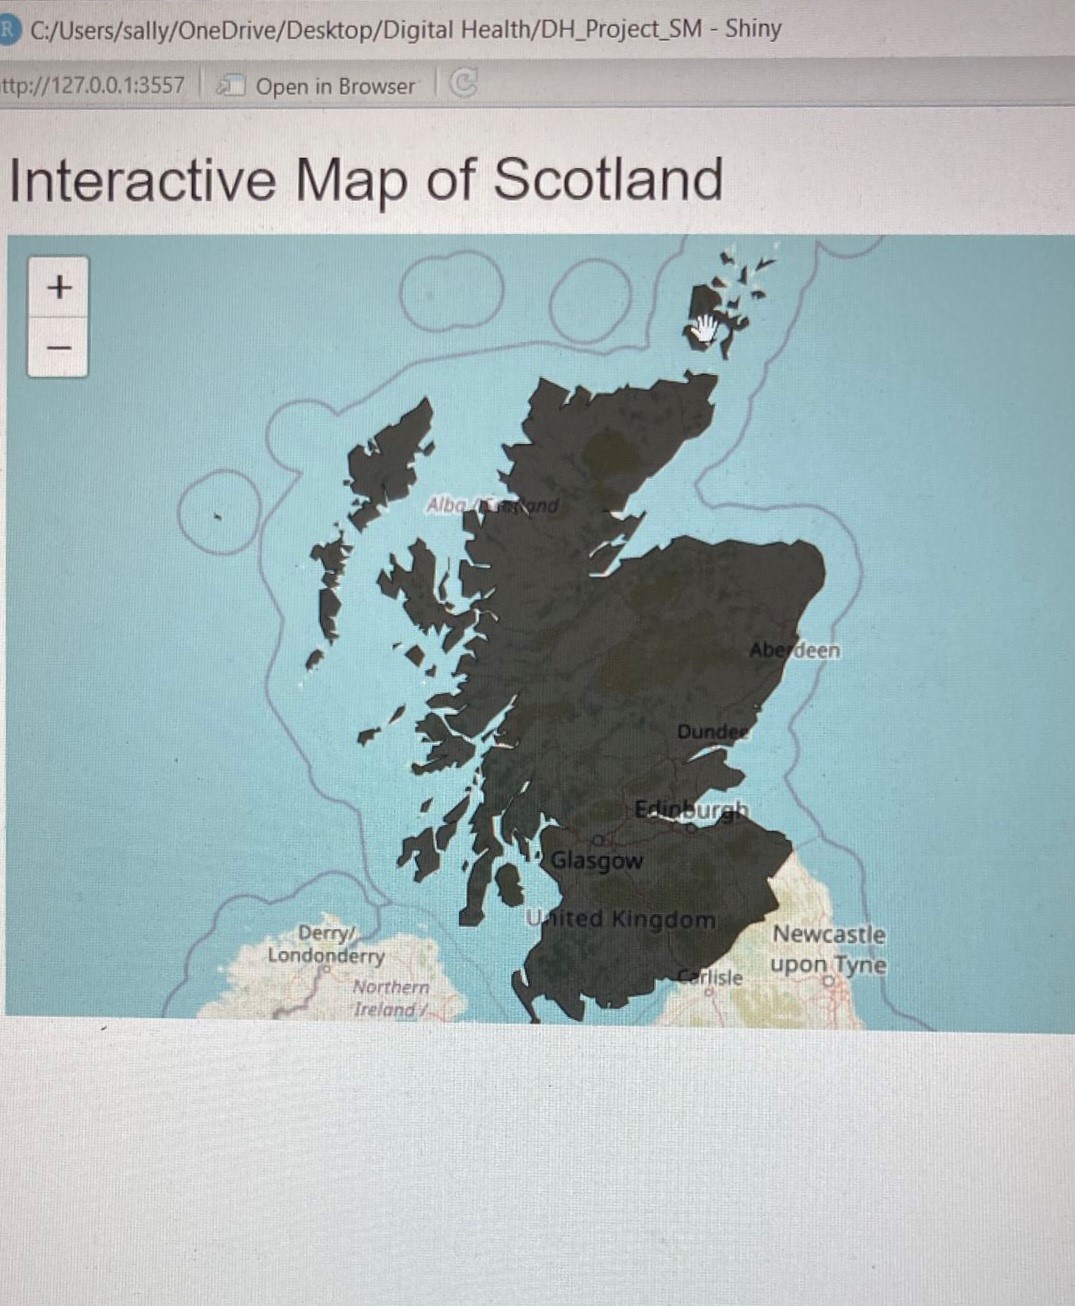 R C:/Users/sally/OneDrive/Desktop/Digital Health/DH_Project_SM - Shiny
ttp://127.0.0.1:3557 Open in Browser
Interactive Map of Scotland
+
−
Alba / Scotland
Aberdeen
Dundee
Edinburgh
Glasgow
United Kingdom
Derry/
Londonderry
Newcastle
upon Tyne
Carlisle
Northern
Ireland /